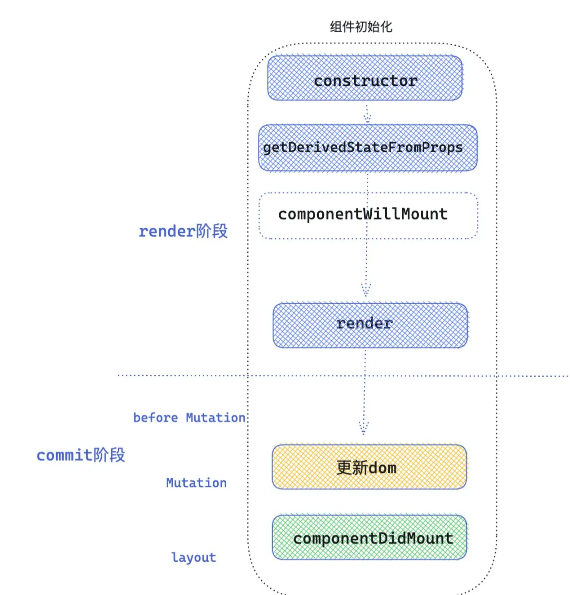 组件初始化
constructor
getDerivedStateFromProps
componentWillMount
render阶段
render
before Mutation
commit阶段
更新dom
Mutation
componentDidMount
layout